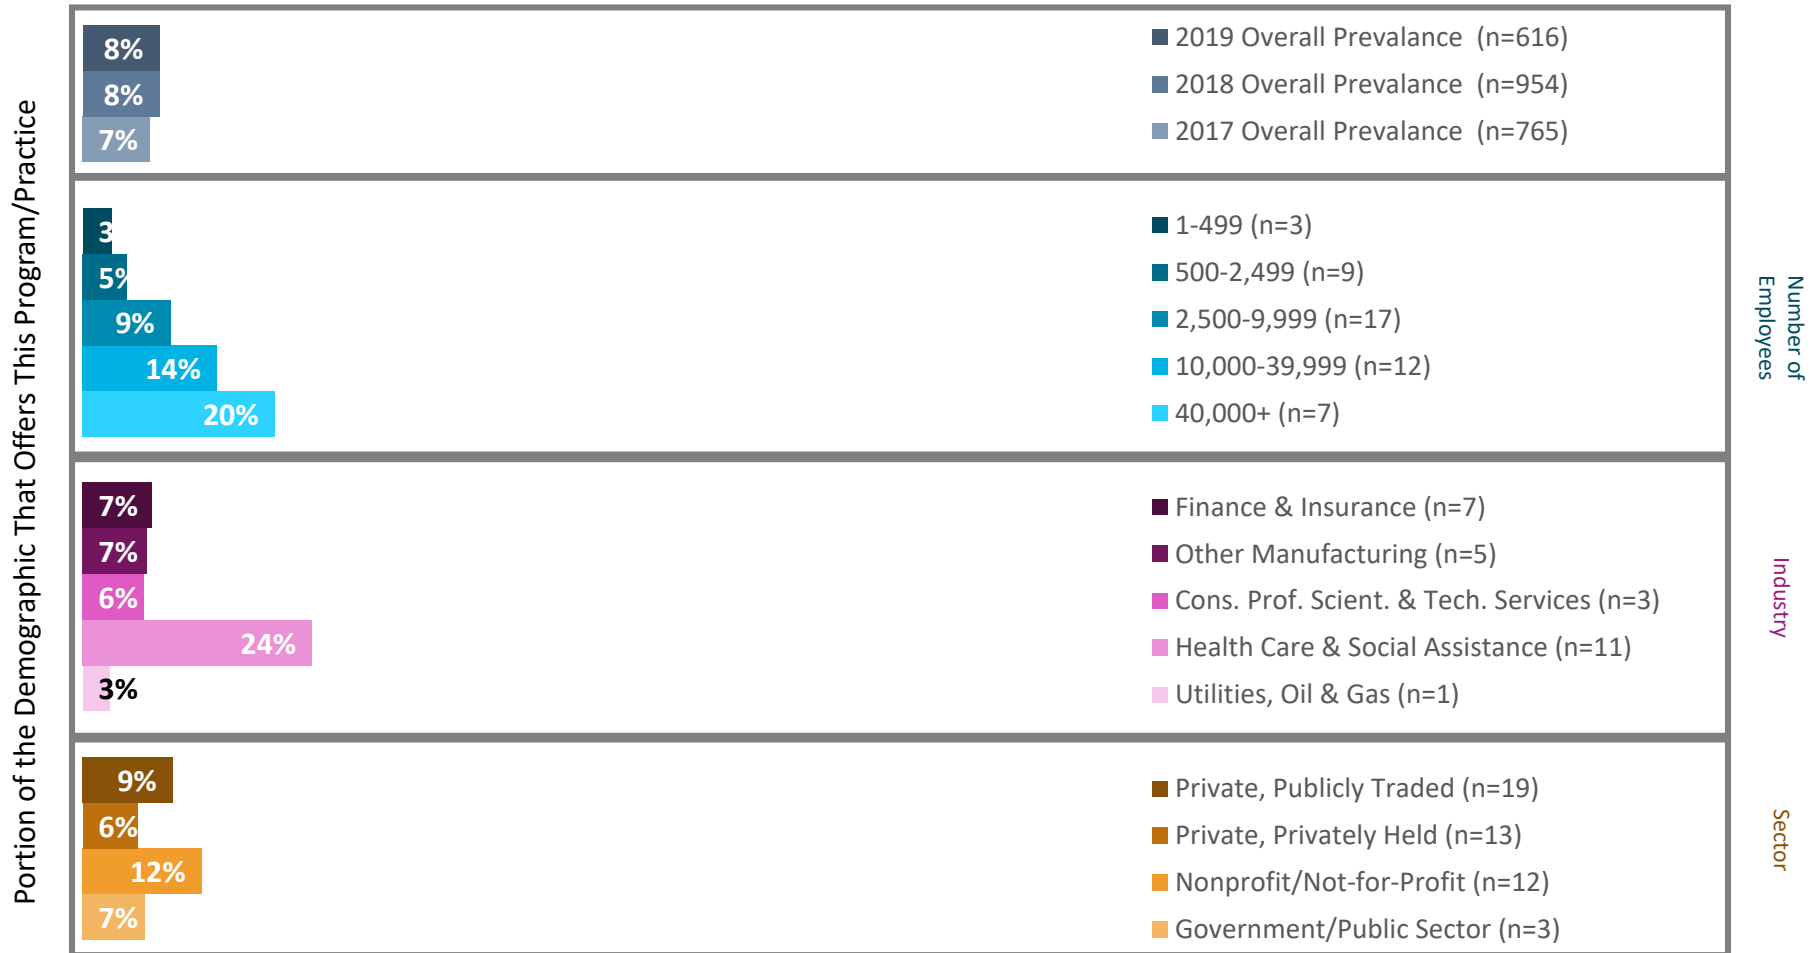 Portion of the Demographic That Offers This Program/Practice
8%
8%
7%
2019 Overall Prevalance (n=616)
2018 Overall Prevalance (n=954)
2017 Overall Prevalance (n=765)
3
5%
9%
14%
20%
1-499 (n=3)
500-2,499 (n=9)
2,500-9,999 (n=17)
10,000-39,999 (n=12)
40,000+ (n=7)
Number of
Employees
7%
7%
6%
24%
3%
Finance & Insurance (n=7)
Other Manufacturing (n=5)
Cons. Prof. Scient. & Tech. Services (n=3)
Health Care & Social Assistance (n=11)
Utilities, Oil & Gas (n=1)
Industry
9%
6%
12%
7%
Private, Publicly Traded (n=19)
Private, Privately Held (n=13)
Nonprofit/Not-for-Profit (n=12)
Government/Public Sector (n=3)
Sector